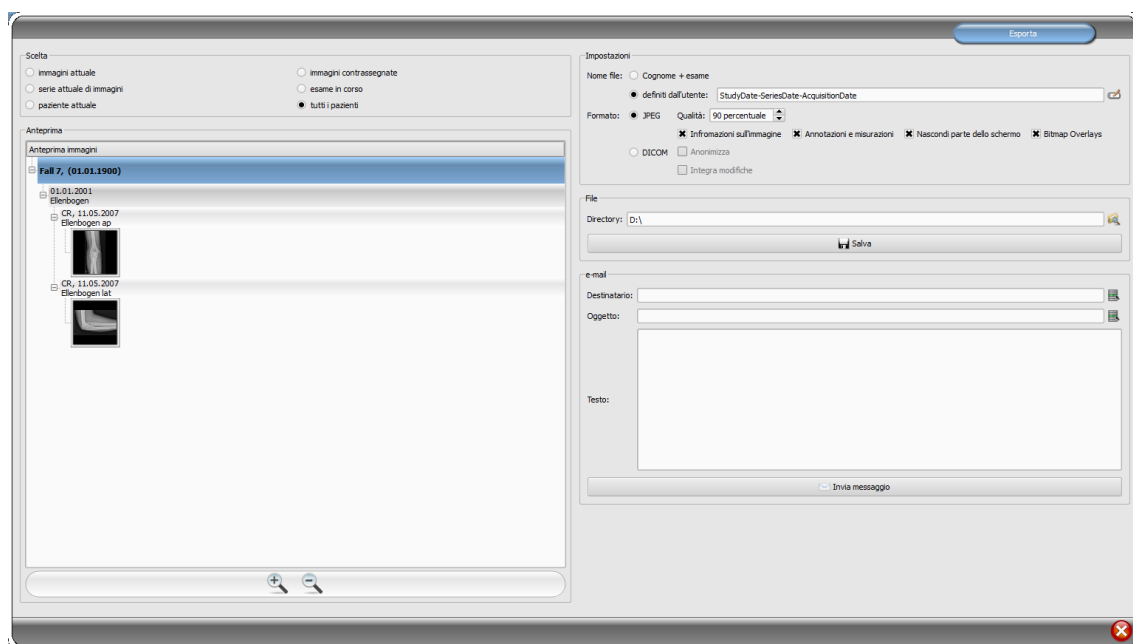 Esporta
Scelta
immagini attuale
immagini contrassegnate
serie attuale di immagini
esame in corso
paziente attuale
tutti i pazienti
Anteprima
Anteprima immagini
Fall 7, (01.01.1900)
01.01.2001
Ellenbogen
CR, 11.05.2007
Ellenbogen ap
CR, 11.05.2007
Ellenbogen lat
Impostazioni
Nome file: Cognome + esame
definiti dall'utente: StudyDate-SeriesDate-AcquisitionDate
Formato: JPEG Qualità: 90 percentuale
Infromazioni sull'immagine Annotazioni e misurazioni Nascondi parte dello schermo Bitmap Overlays
DICOM Anonimizza
Integra modifiche
File
Directory: D:\
Salva
e-mail
Destinatario:
Oggetto:
Testo:
Invia messaggio